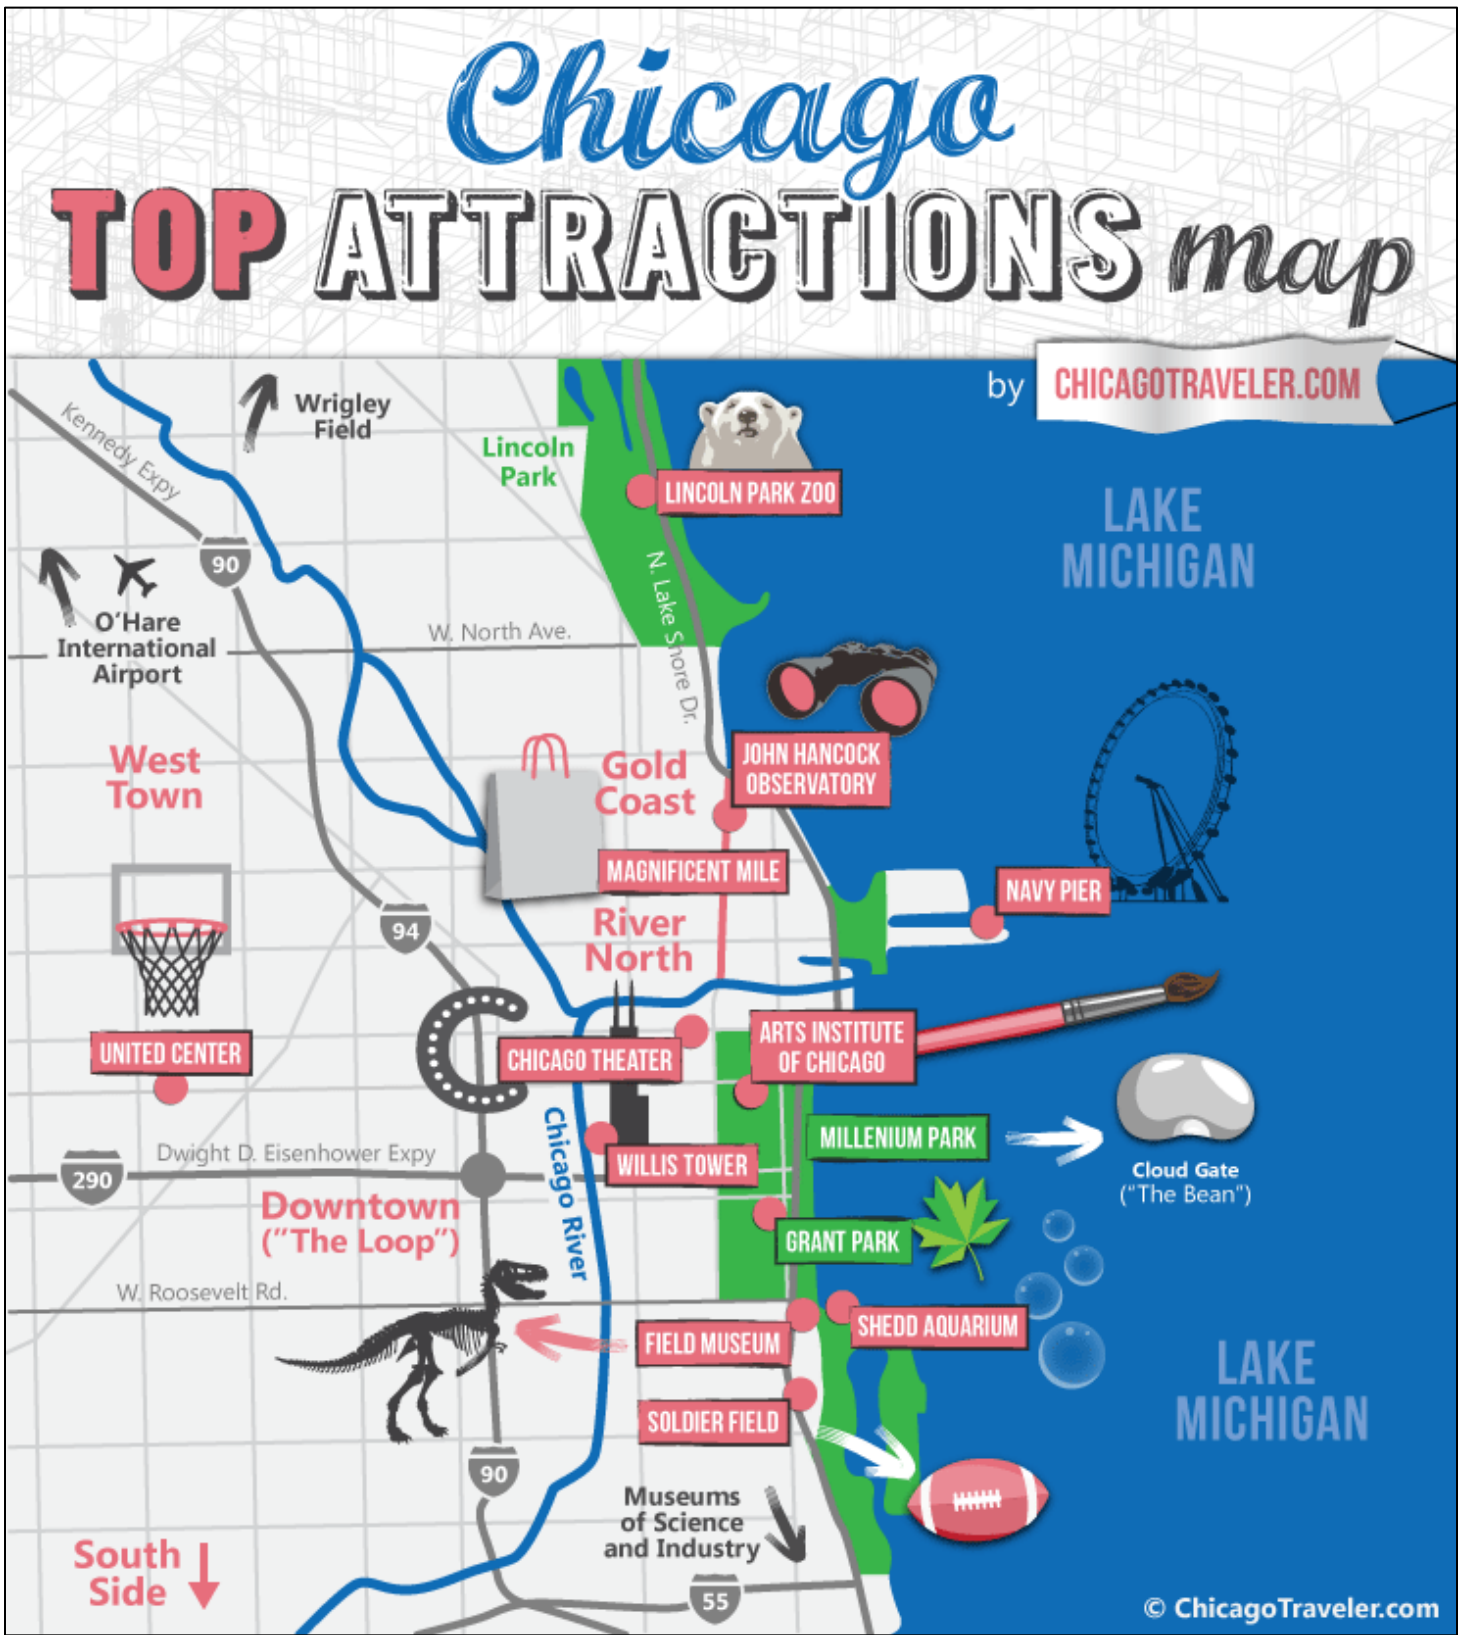 Chicago
TOP ATTRACTIONS map
by CHICAGOTRAVELER.COM
Kennedy Expy
Wrigley
Field
Lincoln
Park
LINCOLN PARK ZOO
LAKE
MICHIGAN
90
N. Lake Shore Dr.
O'Hare
International
Airport
W. North Ave.
West
Town
Gold
Coast
JOHN HANCOCK
OBSERVATORY
MAGNIFICENT MILE
NAVY PIER
94
River
North
UNITED CENTER
CHICAGO THEATER
ARTS INSTITUTE
OF CHICAGO
Chicago River
MILLENIUM PARK
Cloud Gate
("The Bean")
Dwight D. Eisenhower Expy
290
WILLIS TOWER
Downtown
("The Loop")
GRANT PARK
W. Roosevelt Rd.
FIELD MUSEUM
SHEDD AQUARIUM
LAKE
MICHIGAN
SOLDIER FIELD
90
Museums
of Science
and Industry
South
Side
55
© ChicagoTraveler.com